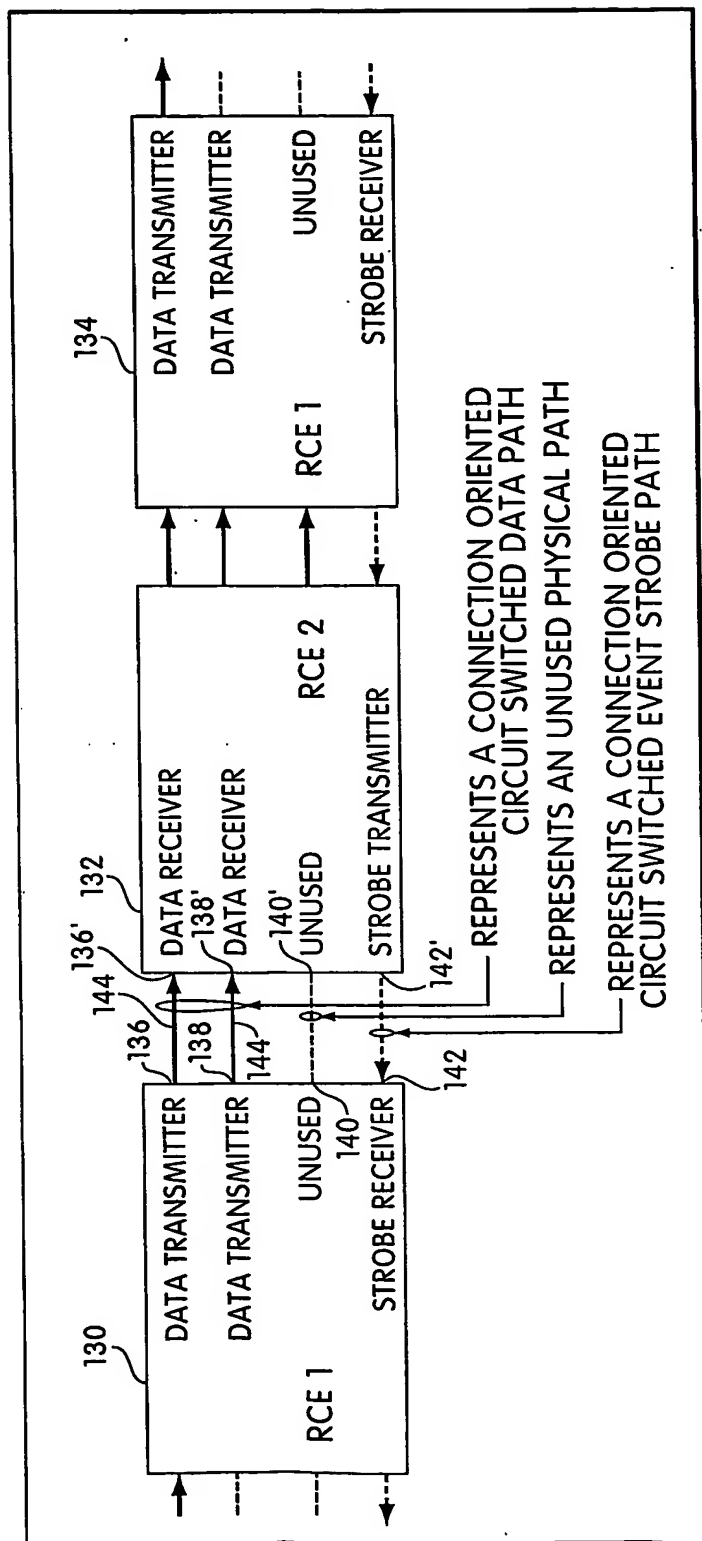 130
DATA TRANSMITTER
DATA TRANSMITTER
RCE 1
UNUSED
STROBE RECEIVER
136
144
136'
138
144
138'
140
140'
142
142'
132
DATA RECEIVER
DATA RECEIVER
RCE 2
UNUSED
STROBE TRANSMITTER
134
DATA TRANSMITTER
DATA TRANSMITTER
RCE 1
UNUSED
STROBE RECEIVER
REPRESENTS A CONNECTION ORIENTED
CIRCUIT SWITCHED DATA PATH
REPRESENTS AN UNUSED PHYSICAL PATH
REPRESENTS A CONNECTION ORIENTED
CIRCUIT SWITCHED EVENT STROBE PATH